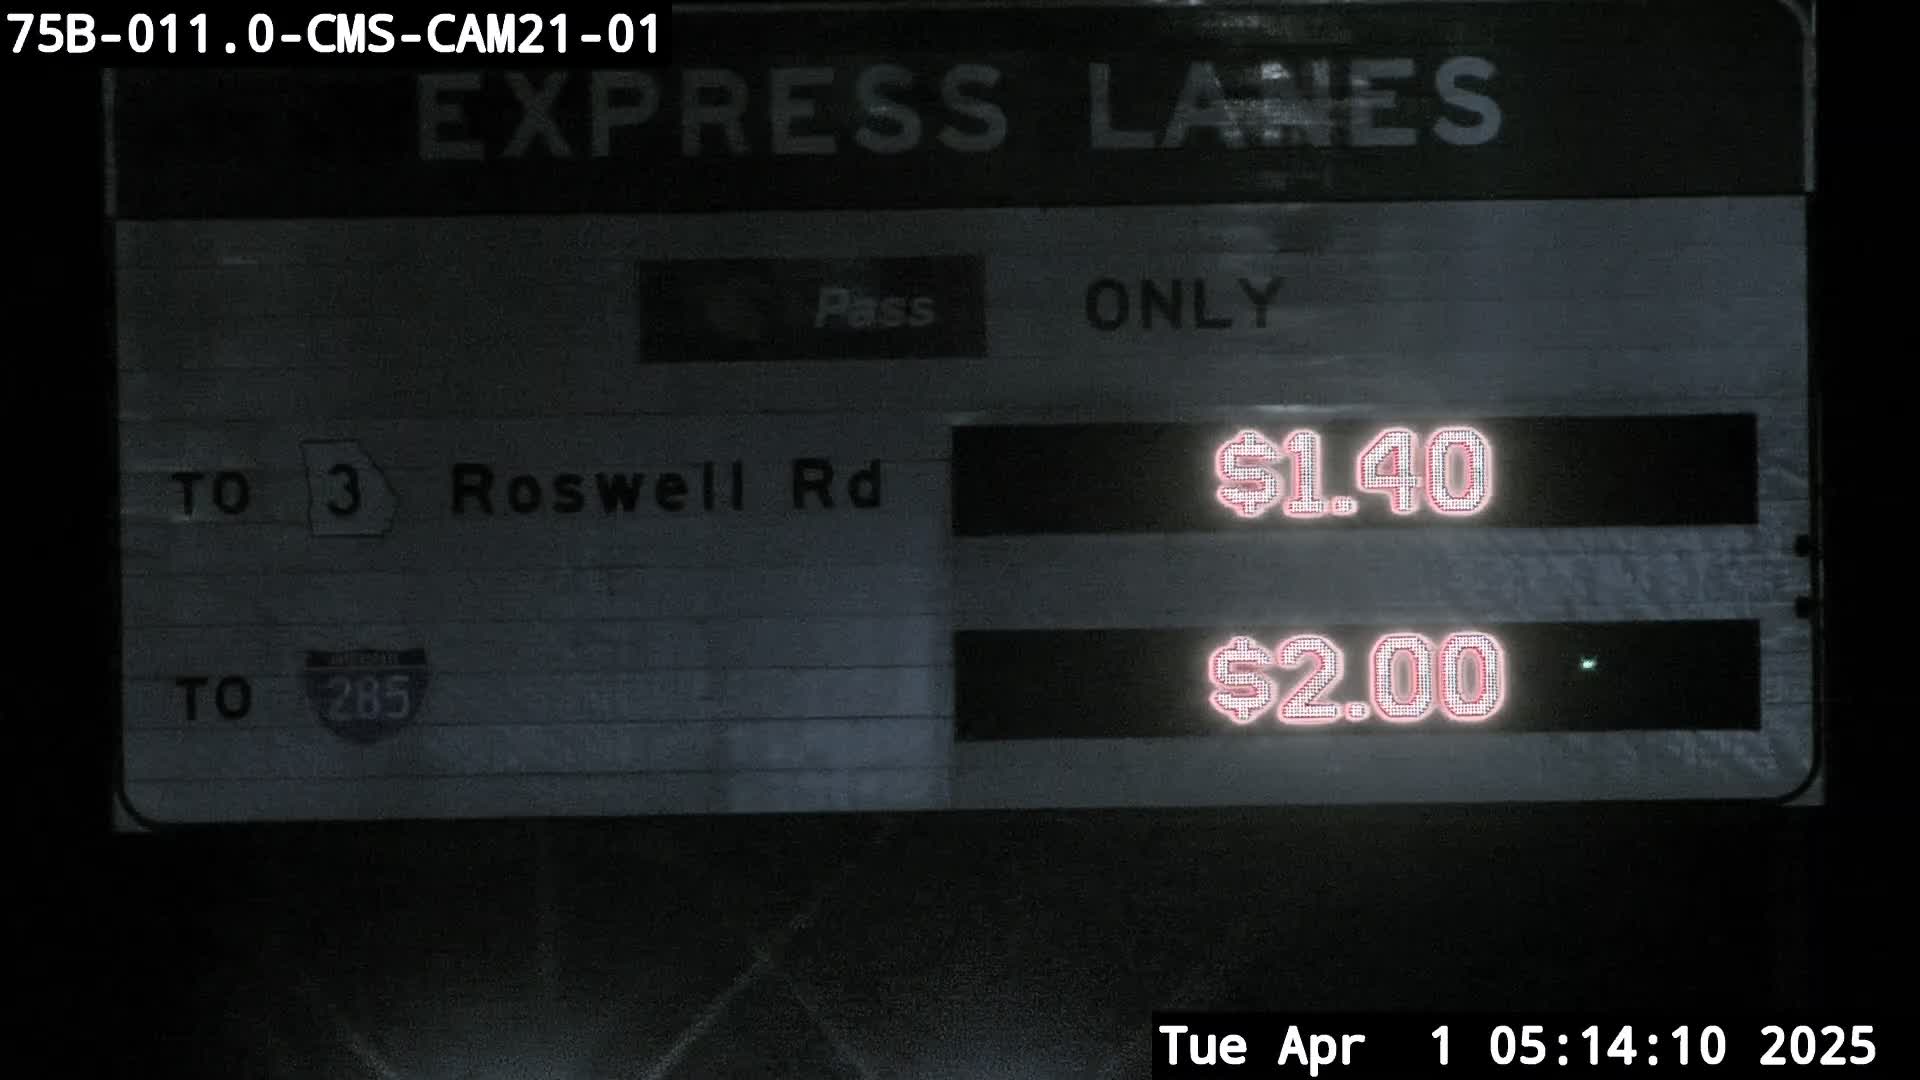 75B-011.0-CMS-CAM21-01
EXPRESS LANES
Pass ONLY
TO 3 Roswell Rd $1.40
TO INTERSTATE 285 $2.00
Tue Apr 1 05:14:10 2025